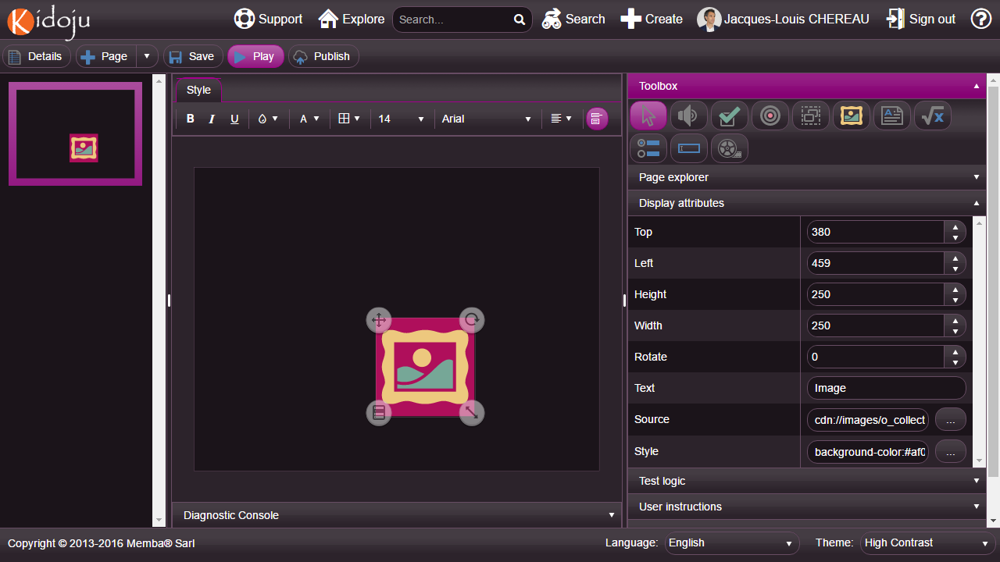 Kidoju
Support
Explore
Search...
Search
Create
Jacques-Louis CHEREAU
Sign out
Details
Page
Save
Play
Publish
Style
B I U A 14 Arial
Toolbox
Page explorer
Display attributes
Top 380
Left 459
Height 250
Width 250
Rotate 0
Text Image
Source cdn://images/o_collect ...
Style background-color:#af0 ...
Test logic
User instructions
Diagnostic Console
Copyright © 2013-2016 Memba® Sarl
Language: English
Theme: High Contrast